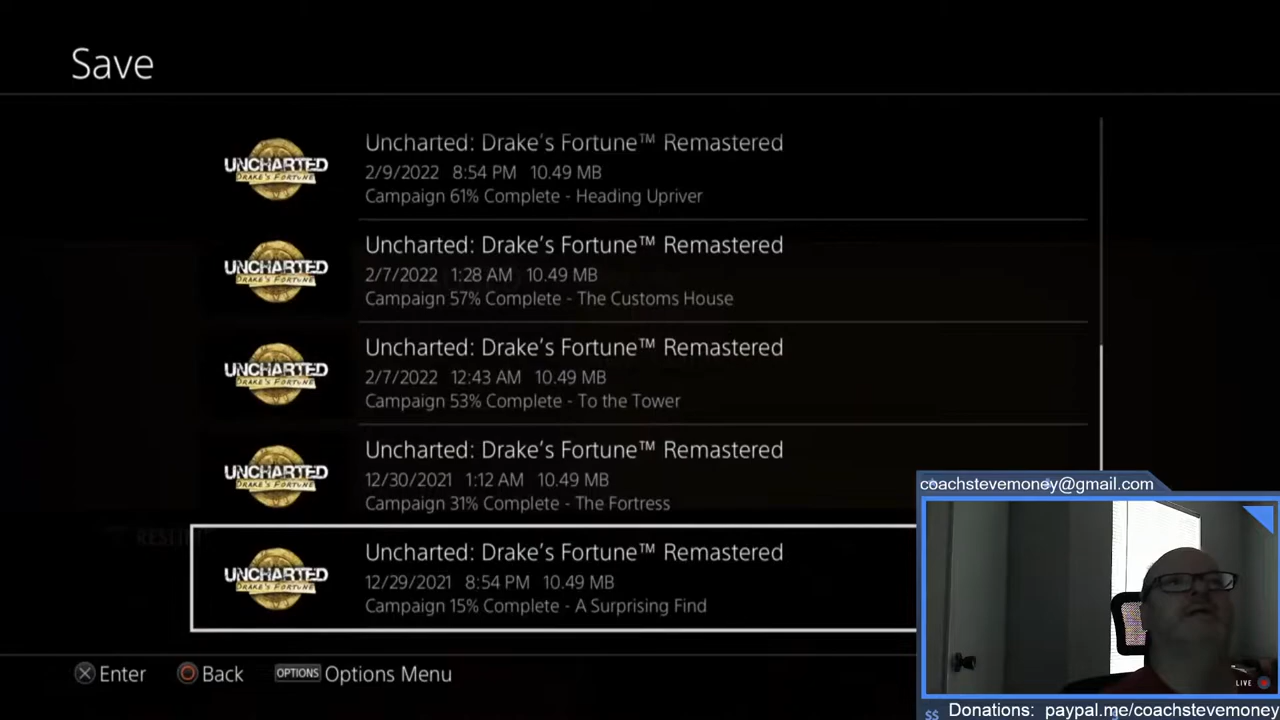 Save
UNCHARTED
DRAKE'S FORTUNE
Uncharted: Drake's Fortune™ Remastered
2/9/2022 8:54 PM 10.49 MB
Campaign 61% Complete - Heading Upriver
UNCHARTED
DRAKE'S FORTUNE
Uncharted: Drake's Fortune™ Remastered
2/7/2022 1:28 AM 10.49 MB
Campaign 57% Complete - The Customs House
UNCHARTED
DRAKE'S FORTUNE
Uncharted: Drake's Fortune™ Remastered
2/7/2022 12:43 AM 10.49 MB
Campaign 53% Complete - To the Tower
UNCHARTED
DRAKE'S FORTUNE
Uncharted: Drake's Fortune™ Remastered
12/30/2021 1:12 AM 10.49 MB
Campaign 31% Complete - The Fortress
UNCHARTED
DRAKE'S FORTUNE
Uncharted: Drake's Fortune™ Remastered
12/29/2021 8:54 PM 10.49 MB
Campaign 15% Complete - A Surprising Find
Enter Back OPTIONS Options Menu
coachstevemoney@gmail.com
LIVE
$$ Donations: paypal.me/coachstevemoney